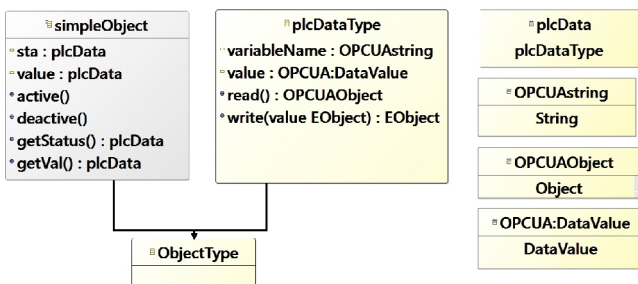 simpleObject
sta : plcData
value : plcData
active()
deactive()
getStatus() : plcData
getVal() : plcData
plcDataType
variableName : OPCUAstring
value : OPCUA:DataValue
read() : OPCUAObject
write(value EObject) : EObject
ObjectType
plcData
plcDataType
OPCUAstring
String
OPCUAObject
Object
OPCUA:DataValue
DataValue